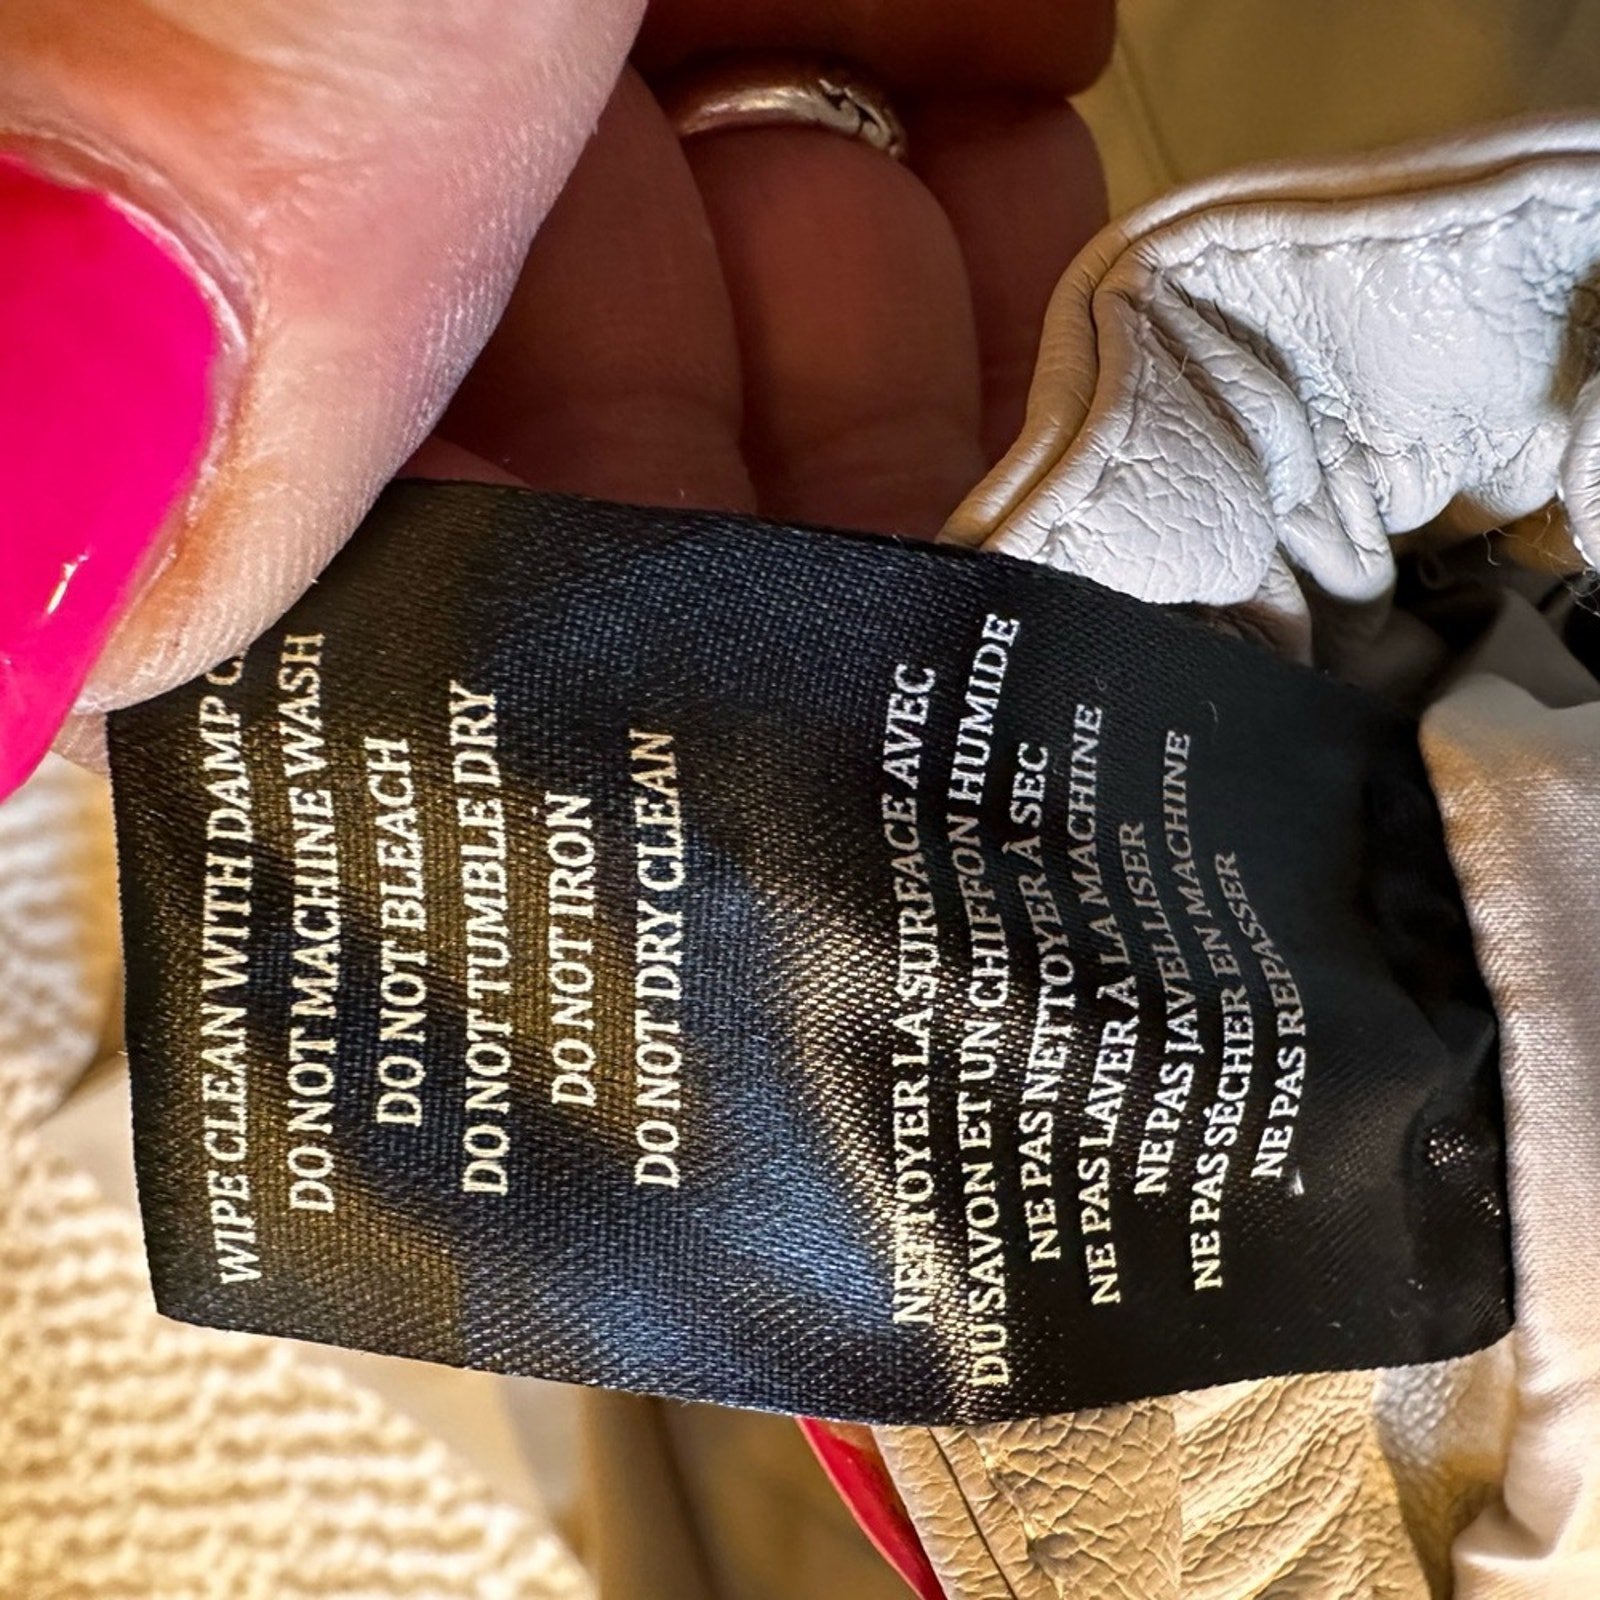 WIPE CLEAN WITH DAMP
DO NOT MACHINE WASH
DO NOT BLEACH
DO NOT TUMBLE DRY
DO NOT IRON
DO NOT DRY CLEAN
NETTOYER LA SURFACE AVEC
DU SAVON ET UN CHIFFON HUMIDE
NE PAS NETTOYER À SEC
NE PAS LAVER À LA MACHINE
NE PAS JAVELLISER
NE PAS SÉCHER EN MACHINE
NE PAS REPASSER